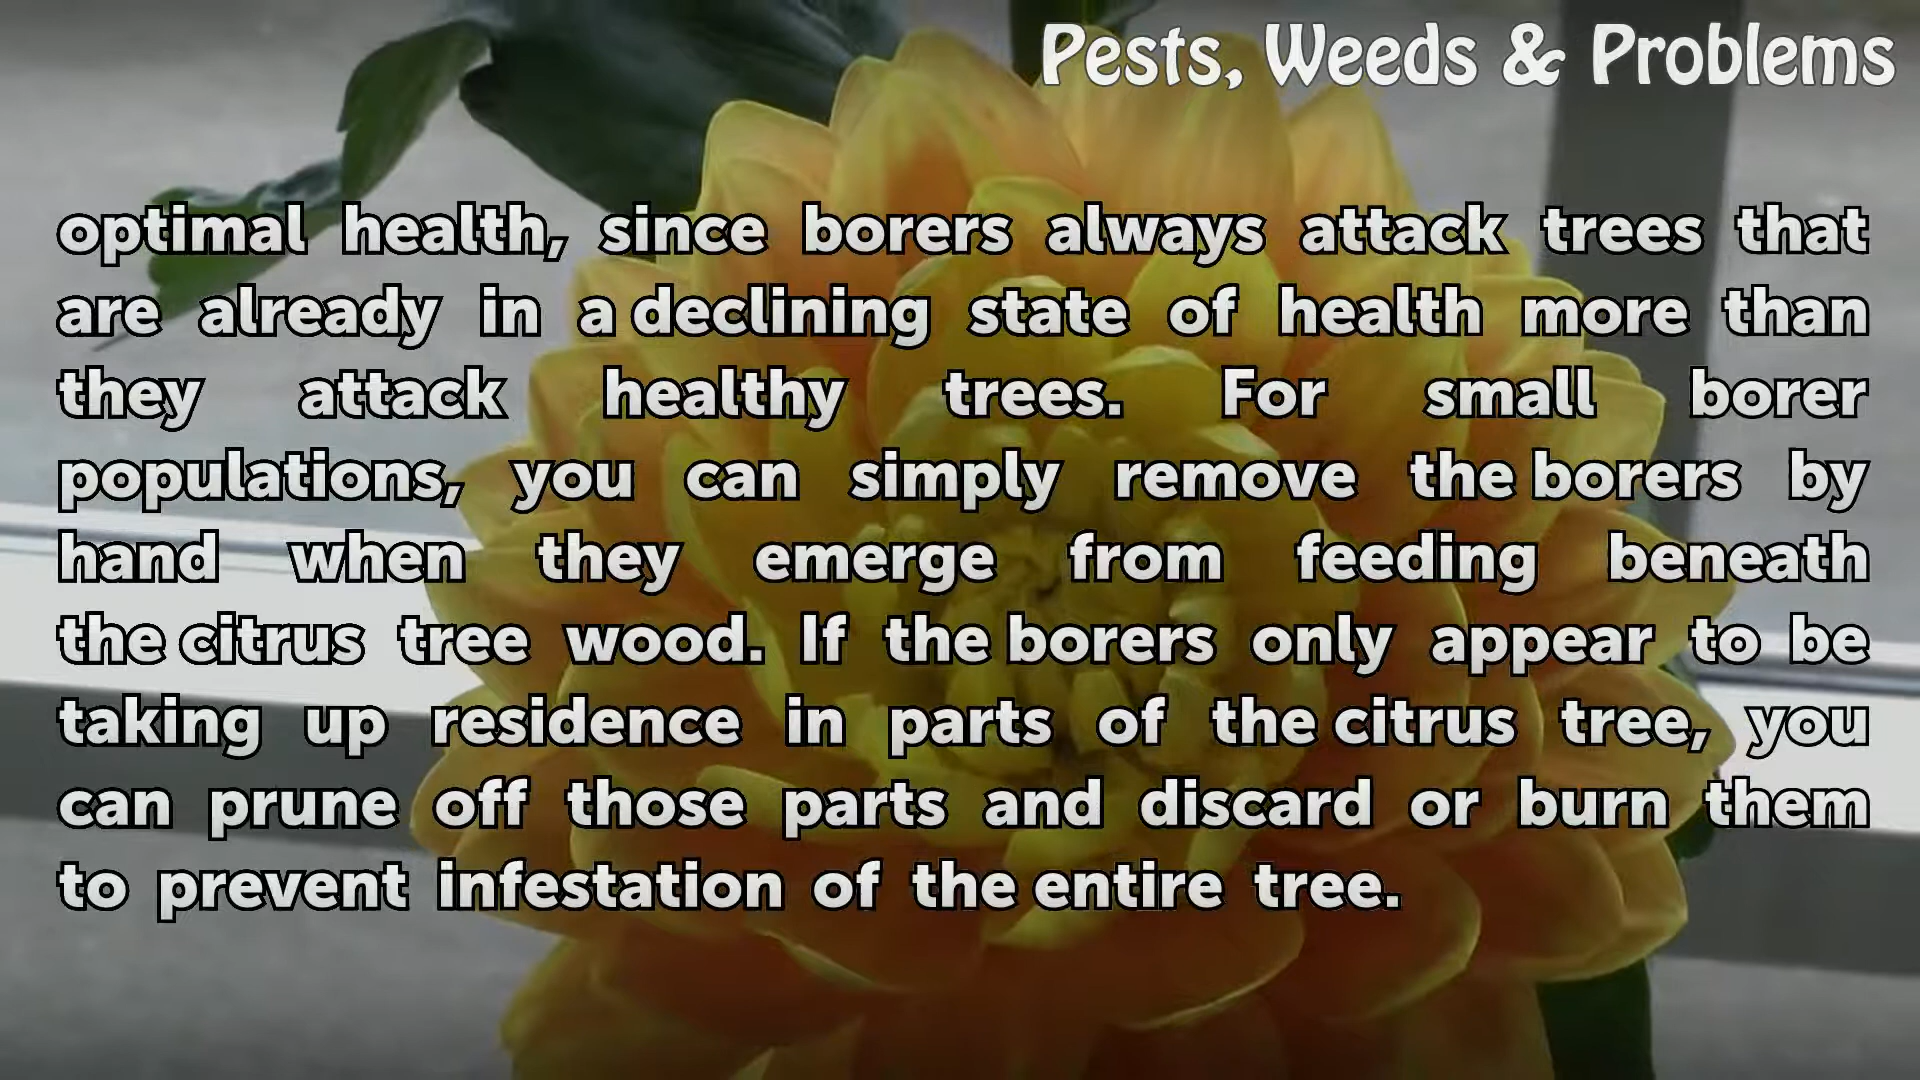 Pests, Weeds & Problems
optimal health, since borers always attack trees that
are already in a declining state of health more than
they attack healthy trees. For small borer
populations, you can simply remove the borers by
hand when they emerge from feeding beneath
the citrus tree wood. If the borers only appear to be
taking up residence in parts of the citrus tree, you
can prune off those parts and discard or burn them
to prevent infestation of the entire tree.